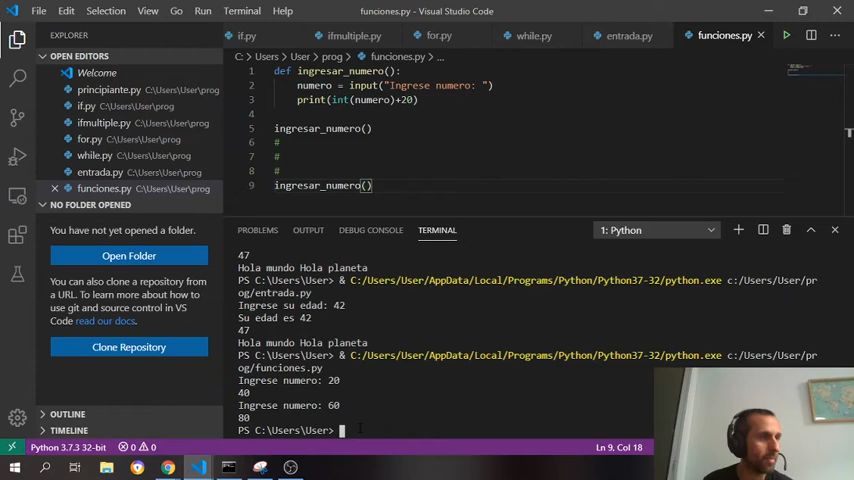 File Edit Selection View Go Run Terminal Help funciones.py - Visual Studio Code
EXPLORER
OPEN EDITORS
Welcome
principiante.py C:\Users\User\prog
if.py C:\Users\User\prog
ifmultiple.py C:\Users\User\prog
for.py C:\Users\User\prog
while.py C:\Users\User\prog
entrada.py C:\Users\User\prog
funciones.py C:\Users\User\prog
NO FOLDER OPENED
You have not yet opened a folder.
Open Folder
You can also clone a repository from
a URL. To learn more about how to
use git and source control in VS
Code read our docs.
Clone Repository
OUTLINE
TIMELINE
if.py ifmultiple.py for.py while.py entrada.py funciones.py
C: > Users > User > prog > funciones.py > ...
1 def ingresar_numero():
2 numero = input("Ingrese numero: ")
3 print(int(numero)+20)
4
5 ingresar_numero()
6 #
7 #
8 #
9 ingresar_numero()
PROBLEMS OUTPUT DEBUG CONSOLE TERMINAL 1: Python
47
Hola mundo Hola planeta
PS C:\Users\User> & C:/Users/User/AppData/Local/Programs/Python/Python37-32/python.exe c:/Users/User/pr
og/entrada.py
Ingrese su edad: 42
Su edad es 42
47
Hola mundo Hola planeta
PS C:\Users\User> & C:/Users/User/AppData/Local/Programs/Python/Python37-32/python.exe c:/Users/User/pr
og/funciones.py
Ingrese numero: 20
40
Ingrese numero: 60
80
PS C:\Users\User>
Python 3.7.3 32-bit 0 0 Ln 9, Col 18